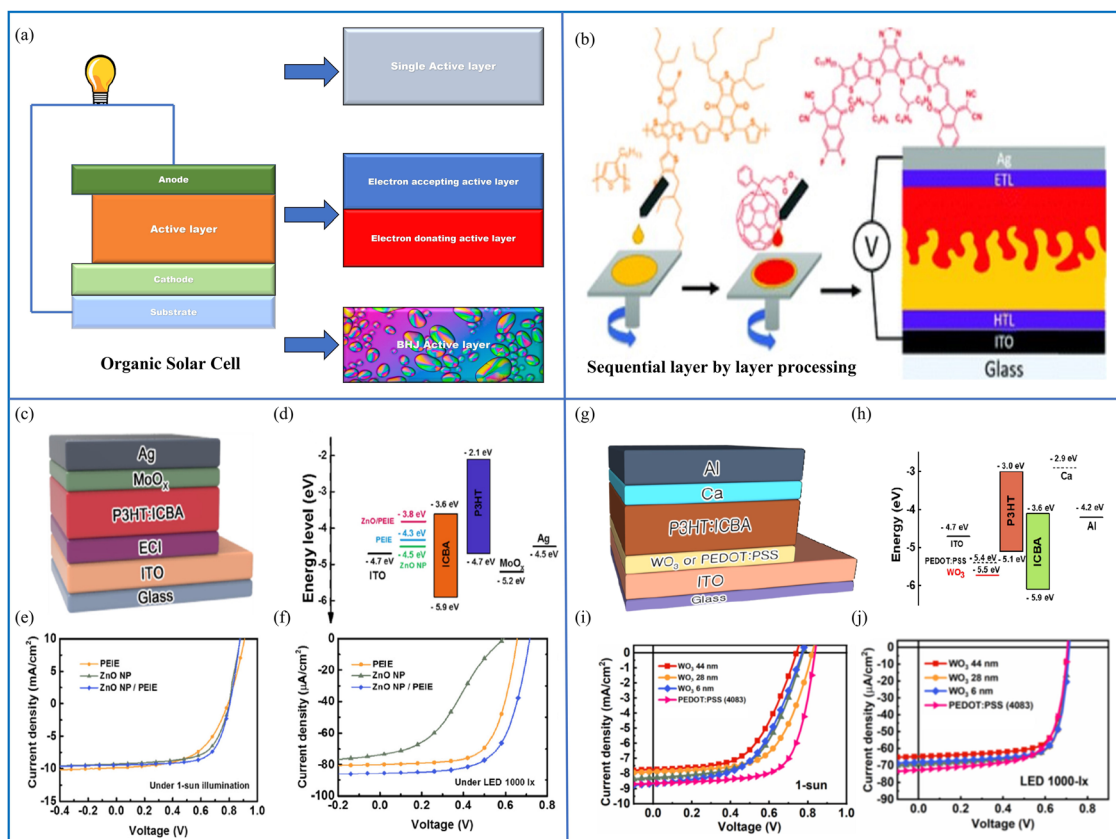 (a)
Single Active layer
Anode
Active layer
Cathode
Substrate
Organic Solar Cell
Electron accepting active layer
Electron donating active layer
BHJ Active layer
(b)
Ag
ETL
V
HTL
ITO
Glass
Sequential layer by layer processing
(c)
Ag
MoOₓ
P3HT:ICBA
ECI
ITO
Glass
(d)
Energy level (eV)
-2
-3
-4
-5
-6
ZnO/PEIE
- 3.8 eV
PEIE
- 4.3 eV
- 4.5 eV
ZnO NP
- 4.7 eV
ITO
- 3.6 eV
ICBA
- 5.9 eV
- 2.1 eV
P3HT
- 4.7 eV
MoOₓ
- 5.2 eV
Ag
- 4.5 eV
(e)
Current density (mA/cm²)
10
5
0
-5
-10
-15
PEIE
ZnO NP
ZnO NP / PEIE
Under 1-sun illumination
-0.4 -0.2 0.0 0.2 0.4 0.6 0.8 1.0
Voltage (V)
(f)
Current density (μA/cm²)
0
-20
-40
-60
-80
-100
PEIE
ZnO NP
ZnO NP / PEIE
Under LED 1000-lx
-0.2 0.0 0.2 0.4 0.6 0.8
Voltage (V)
(g)
Al
Ca
P3HT:ICBA
WO₃ or PEDOT:PSS
ITO
Glass
(h)
Energy (eV)
-3
-4
-5
-6
- 4.7 eV
ITO
PEDOT:PSS
- 5.4 eV
- 5.5 eV
WO₃
- 3.0 eV
P3HT
- 5.1 eV
- 3.6 eV
ICBA
- 5.9 eV
- 2.9 eV
Ca
- 4.2 eV
Al
(i)
Current density (mA/cm²)
1
0
-1
-2
-3
-4
-5
-6
-7
-8
-9
-10
WO₃ 44 nm
WO₃ 28 nm
WO₃ 6 nm
PEDOT:PSS (4083)
1-sun
0.0 0.2 0.4 0.6 0.8 1.0
Voltage (V)
(j)
Current density (μA/cm²)
0
-10
-20
-30
-40
-50
-60
-70
-80
-90
WO₃ 44 nm
WO₃ 28 nm
WO₃ 6 nm
PEDOT:PSS (4083)
LED 1000-lx
0.0 0.2 0.4 0.6 0.8 1.0
Voltage (V)